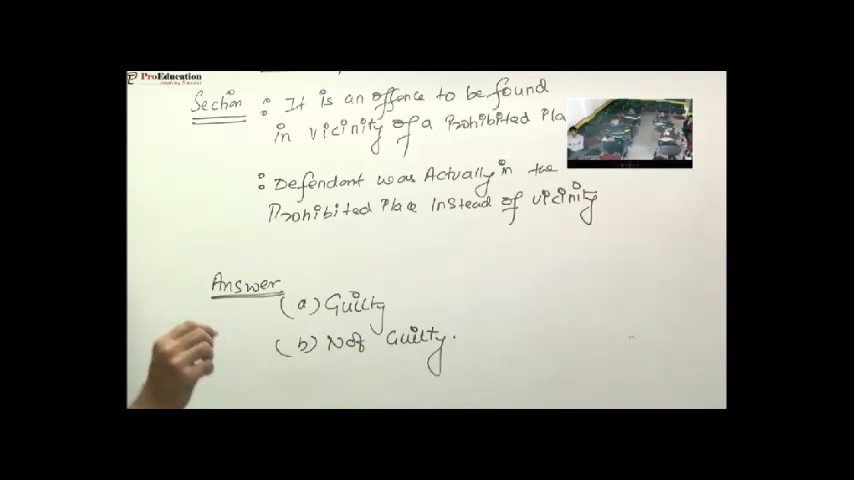 ProEducation
Section : It is an offence to be found
in vicinity of a Prohibited Pla
: Defendant was Actually in the
Prohibited Place Instead of vicinity
Answer
(a) Guilty
(b) Not Guilty.